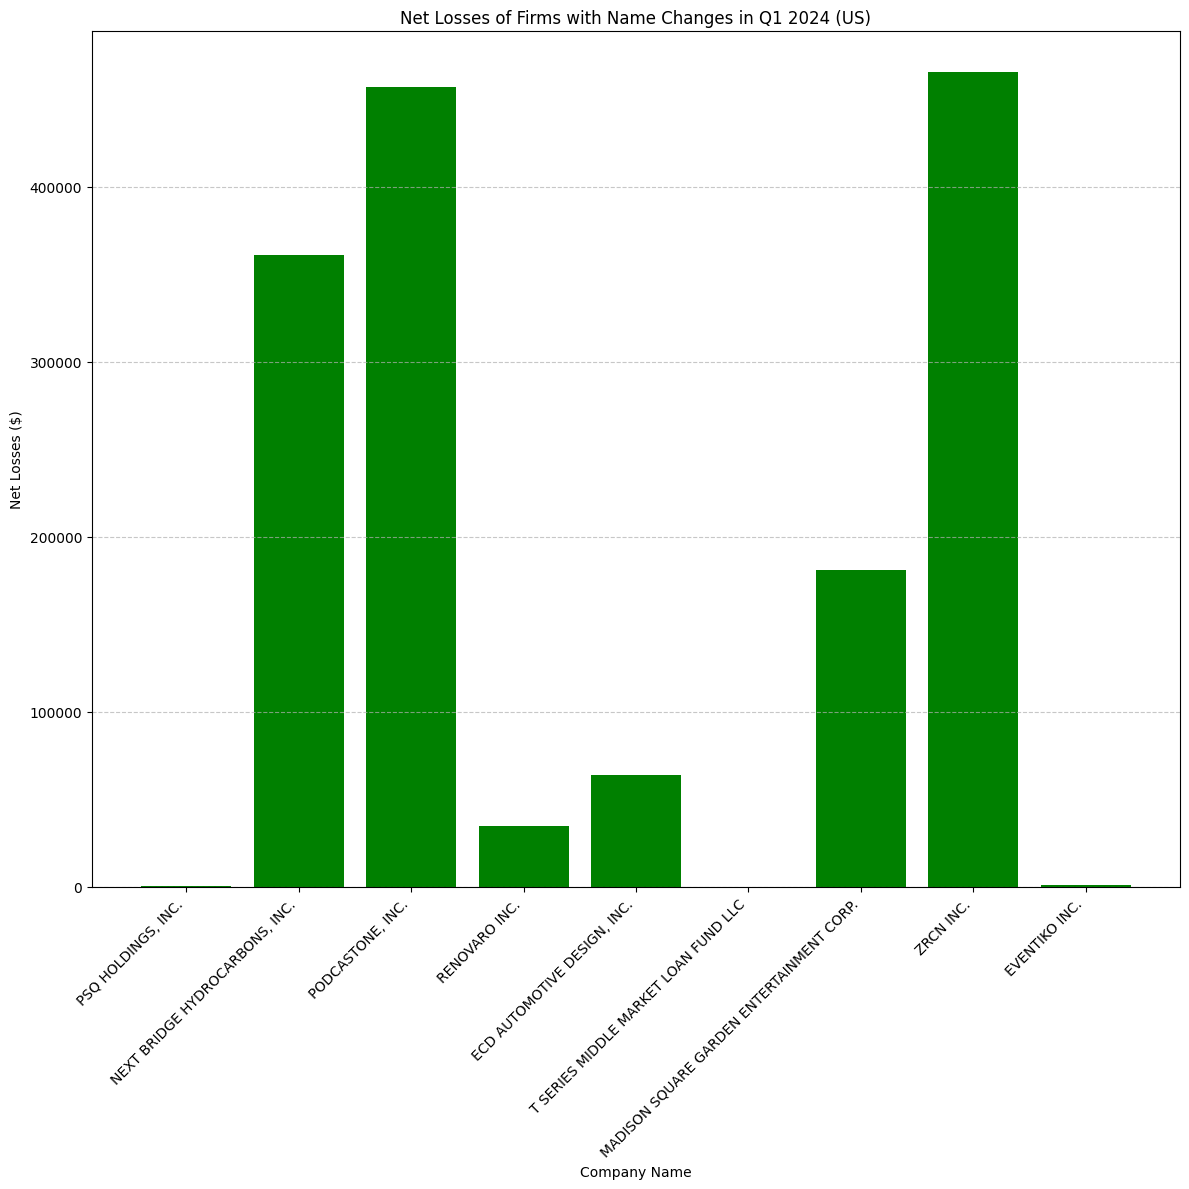 Net Losses of Firms with Name Changes in Q1 2024 (US)
Net Losses ($)
400000
300000
200000
100000
0
PSQ HOLDINGS, INC.
NEXT BRIDGE HYDROCARBONS, INC.
PODCASTONE, INC.
RENOVARO INC.
ECD AUTOMOTIVE DESIGN, INC.
T SERIES MIDDLE MARKET LOAN FUND LLC
MADISON SQUARE GARDEN ENTERTAINMENT CORP.
ZRCN INC.
EVENTIKO INC.
Company Name